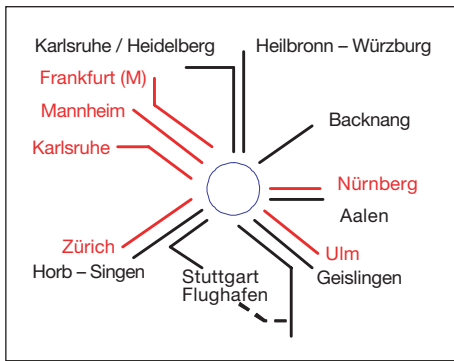 Karlsruhe / Heidelberg
Heilbronn – Würzburg
Frankfurt (M)
Mannheim
Backnang
Karlsruhe
Nürnberg
Aalen
Zürich
Ulm
Horb – Singen
Stuttgart
Flughafen
Geislingen